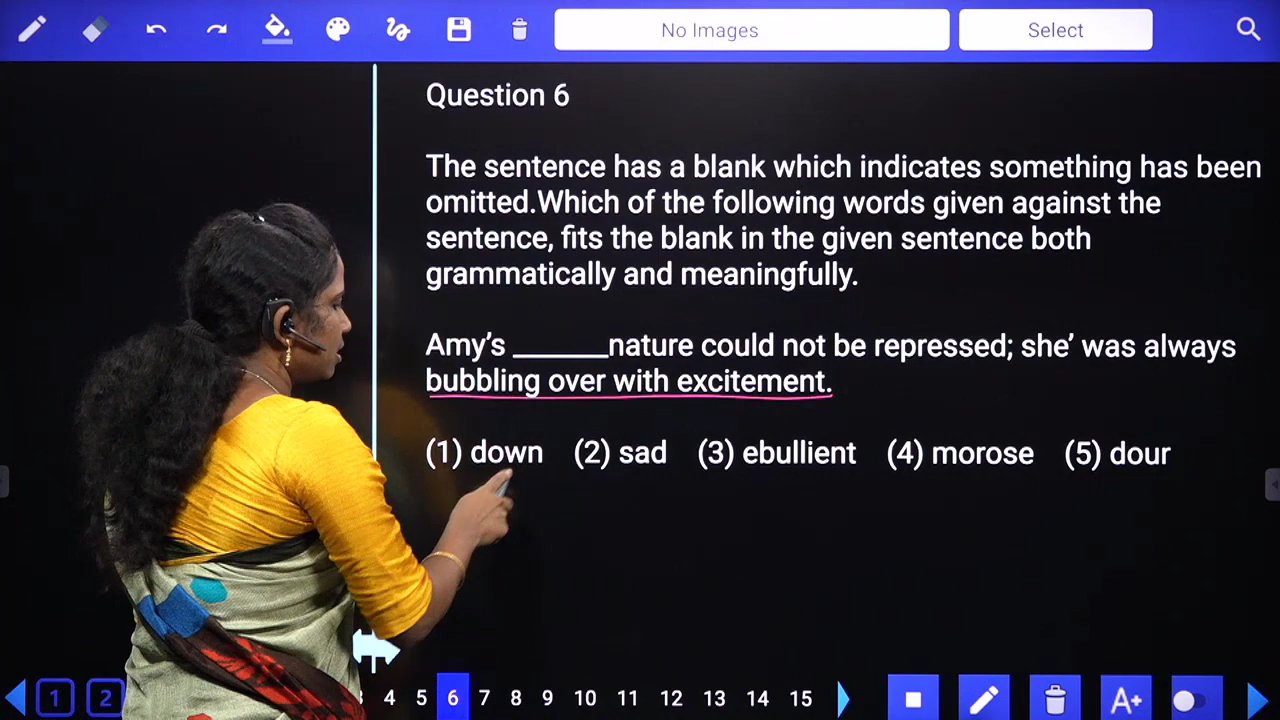 No Images
Select
Question 6
The sentence has a blank which indicates something has been
omitted.Which of the following words given against the
sentence, fits the blank in the given sentence both
grammatically and meaningfully.
Amy's ______nature could not be repressed; she' was always
bubbling over with excitement.
(1) down (2) sad (3) ebullient (4) morose (5) dour
1 2 4 5 6 7 8 9 10 11 12 13 14 15 A+